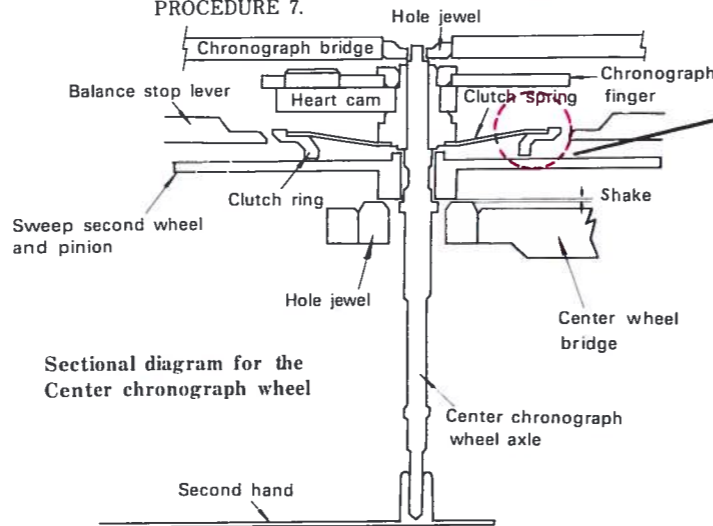 PROCEDURE 7.
Hole jewel
Chronograph bridge
Chronograph
finger
Balance stop lever
Heart cam
Clutch spring
Clutch ring
Shake
Sweep second wheel
and pinion
Hole jewel
Center wheel
bridge
Sectional diagram for the
Center chronograph wheel
Center chronograph
wheel axle
Second hand